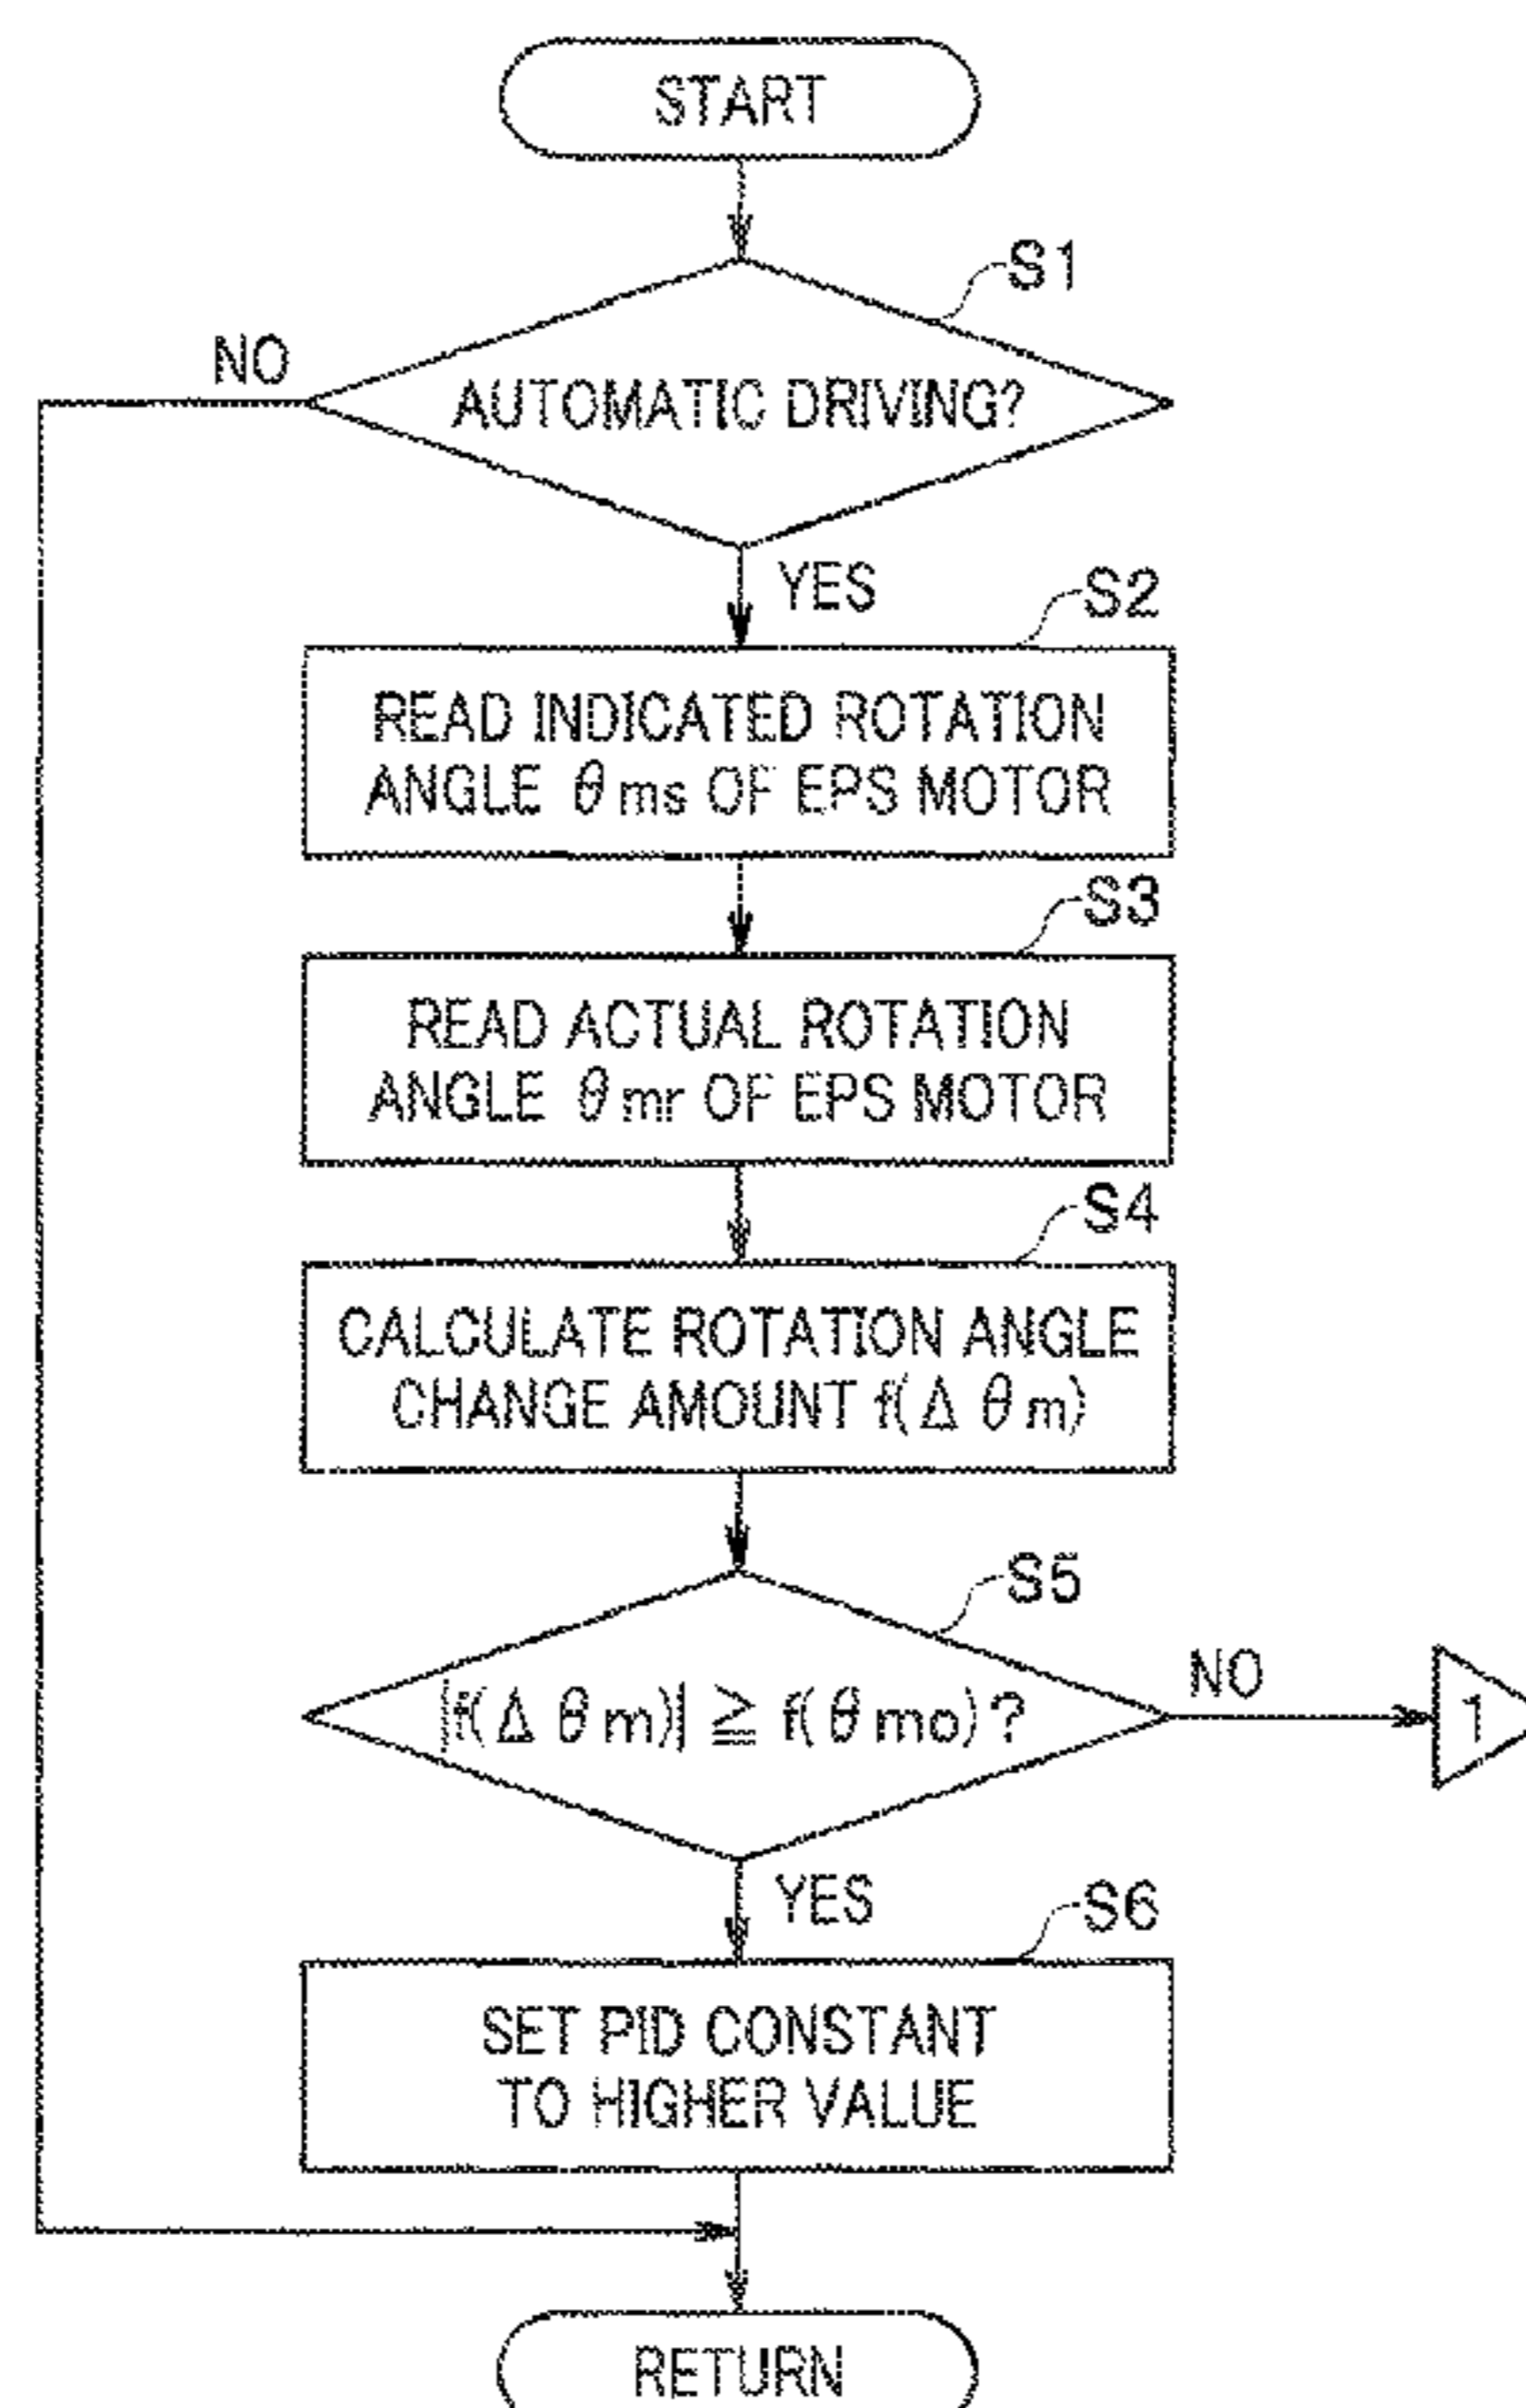 START
S1
NO
AUTOMATIC DRIVING?
YES
S2
READ INDICATED ROTATION
ANGLE θms OF EPS MOTOR
S3
READ ACTUAL ROTATION
ANGLE θmr OF EPS MOTOR
S4
CALCULATE ROTATION ANGLE
CHANGE AMOUNT f(Δθm)
S5
|f(Δθm)| ≧ f(θmo)?
NO
1
YES
S6
SET PID CONSTANT
TO HIGHER VALUE
RETURN